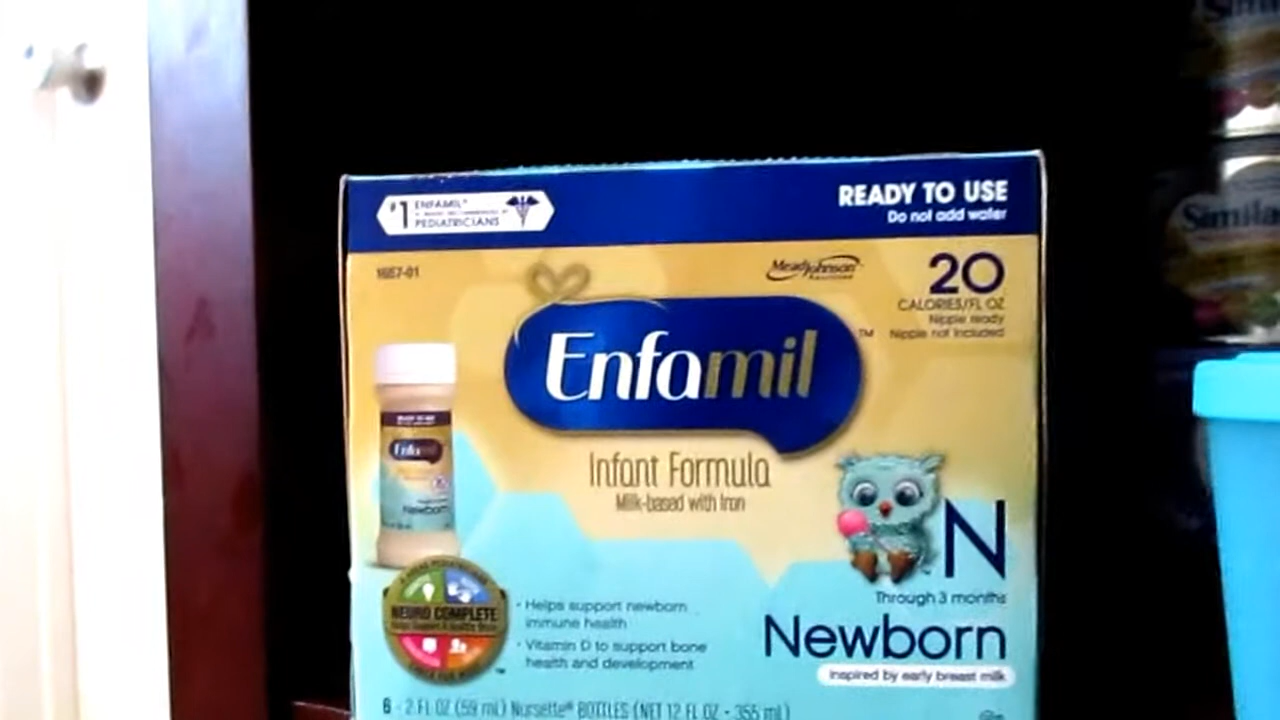 #1 ENFAMIL®
PEDIATRICIANS
READY TO USE
Do not add water
1657-01
MeadJohnson
20
CALORIES/FL OZ
Nipple ready
Nipple not included
Enfamil™
Infant Formula
Milk-based with Iron
Enfamil
Newborn
N
Through 3 months
Newborn
Inspired by early breast milk
NEURO COMPLETE
• Helps support newborn
immune health
• Vitamin D to support bone
health and development
6 - 2 FL OZ (59 mL) Nursette® BOTTLES (NET 12 FL OZ - 355 mL)
Simila